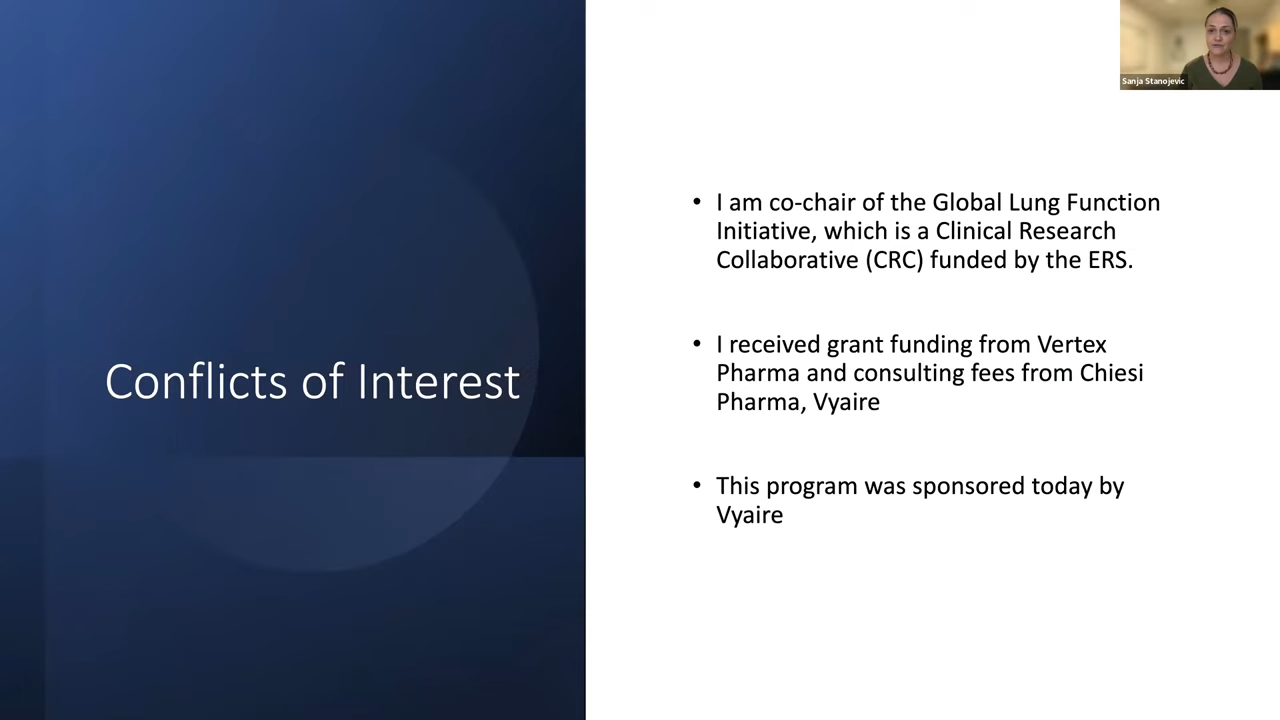 Sanja Stanojevic
Conflicts of Interest
• I am co-chair of the Global Lung Function
Initiative, which is a Clinical Research
Collaborative (CRC) funded by the ERS.
• I received grant funding from Vertex
Pharma and consulting fees from Chiesi
Pharma, Vyaire
• This program was sponsored today by
Vyaire